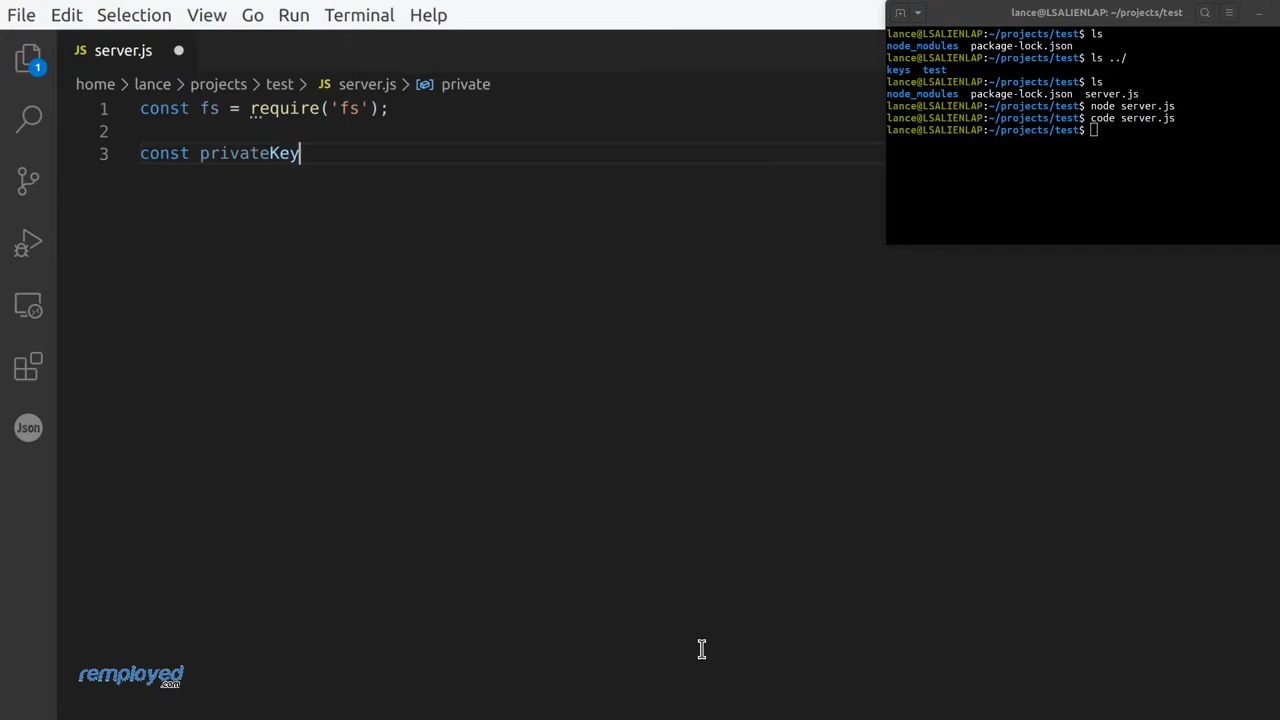 File Edit Selection View Go Run Terminal Help
lance@LSALIENLAP: ~/projects/test
JS server.js
1
home > lance > projects > test > JS server.js > private
1 const fs = require('fs');
2
3 const privateKey
lance@LSALIENLAP:~/projects/test$ ls
node_modules package-lock.json
lance@LSALIENLAP:~/projects/test$ ls ../
keys test
lance@LSALIENLAP:~/projects/test$ ls
node_modules package-lock.json server.js
lance@LSALIENLAP:~/projects/test$ node server.js
lance@LSALIENLAP:~/projects/test$ code server.js
lance@LSALIENLAP:~/projects/test$
Json
remployed
.com